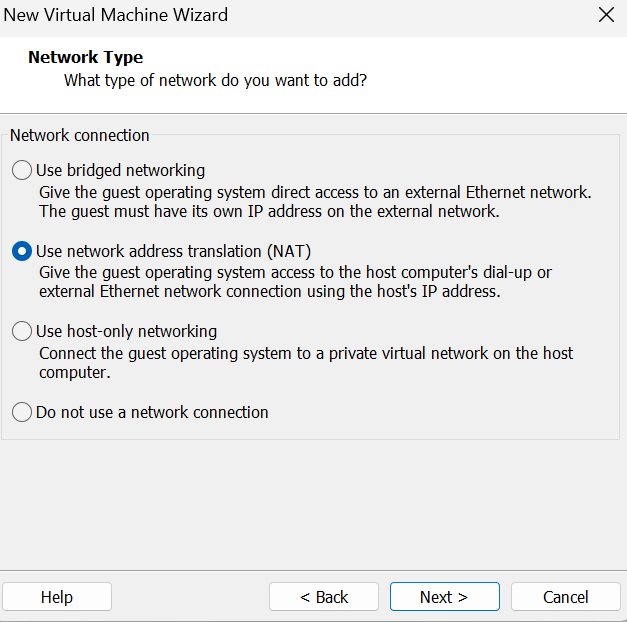 New Virtual Machine Wizard
Network Type
What type of network do you want to add?
Network connection
Use bridged networking
Give the guest operating system direct access to an external Ethernet network.
The guest must have its own IP address on the external network.
Use network address translation (NAT)
Give the guest operating system access to the host computer's dial-up or
external Ethernet network connection using the host's IP address.
Use host-only networking
Connect the guest operating system to a private virtual network on the host
computer.
Do not use a network connection
Help
< Back
Next >
Cancel